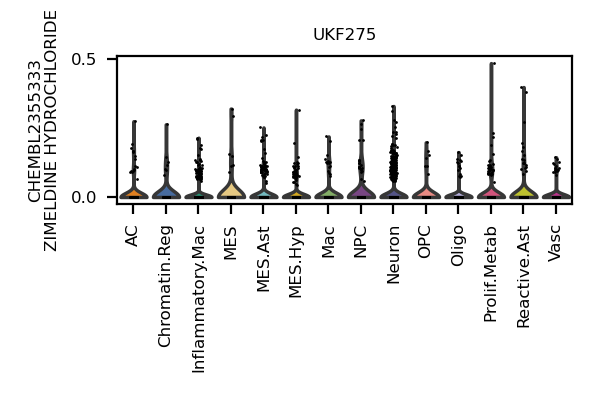 UKF275
CHEMBL2355333
ZIMELDINE HYDROCHLORIDE
0.5
0.0
AC
Chromatin.Reg
Inflammatory.Mac
MES
MES.Ast
MES.Hyp
Mac
NPC
Neuron
OPC
Oligo
Prolif.Metab
Reactive.Ast
Vasc